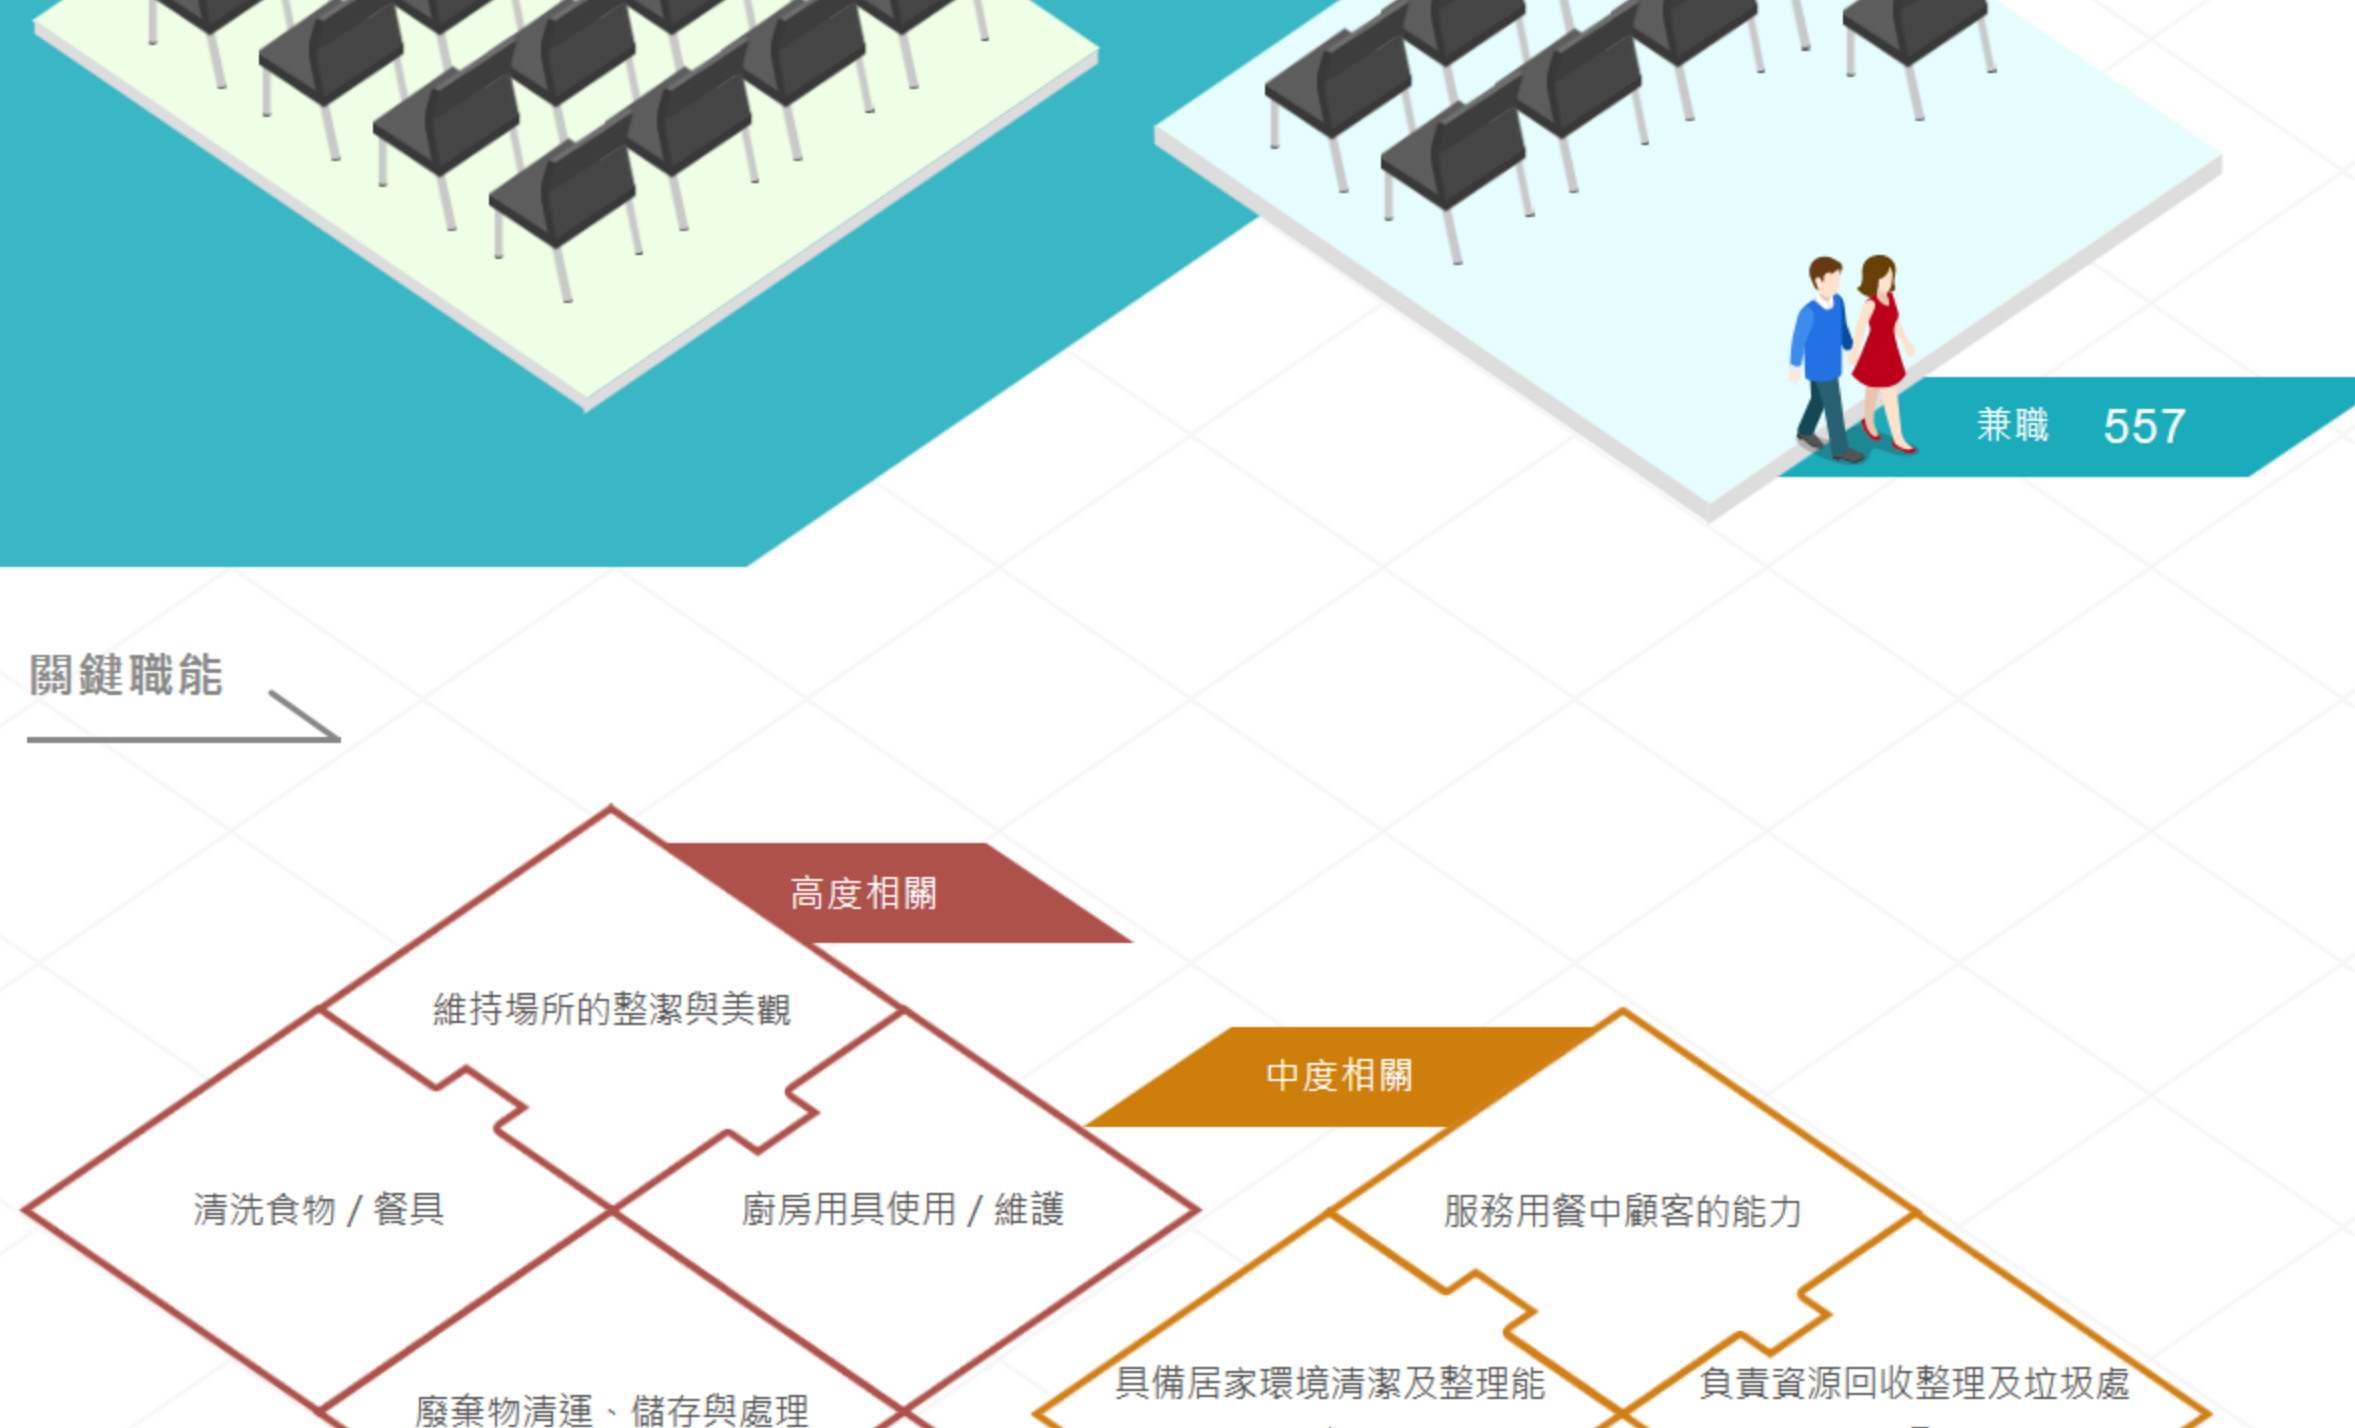 兼職 557
關鍵職能
高度相關
維持場所的整潔與美觀
清洗食物 / 餐具
廚房用具使用 / 維護
廢棄物清運、儲存與處理
中度相關
服務用餐中顧客的能力
具備居家環境清潔及整理能
負責資源回收整理及垃圾處